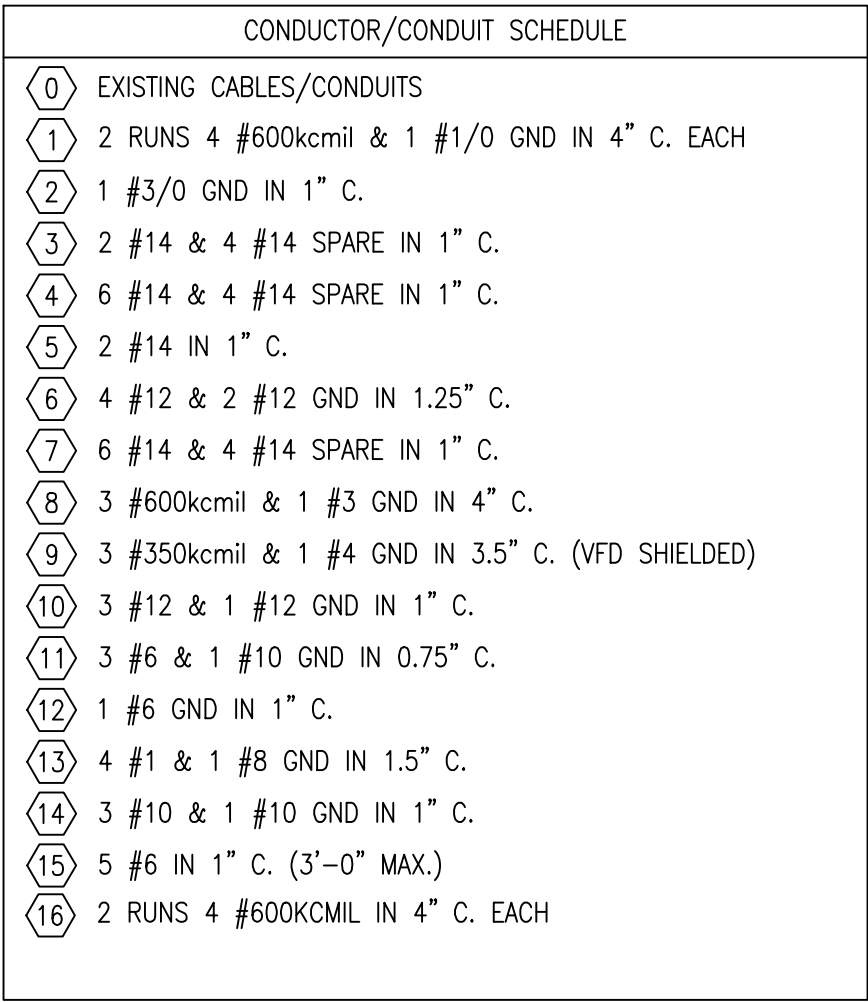 CONDUCTOR/CONDUIT SCHEDULE
0 EXISTING CABLES/CONDUITS
1 2 RUNS 4 #600kcmil & 1 #1/0 GND IN 4" C. EACH
2 1 #3/0 GND IN 1" C.
3 2 #14 & 4 #14 SPARE IN 1" C.
4 6 #14 & 4 #14 SPARE IN 1" C.
5 2 #14 IN 1" C.
6 4 #12 & 2 #12 GND IN 1.25" C.
7 6 #14 & 4 #14 SPARE IN 1" C.
8 3 #600kcmil & 1 #3 GND IN 4" C.
9 3 #350kcmil & 1 #4 GND IN 3.5" C. (VFD SHIELDED)
10 3 #12 & 1 #12 GND IN 1" C.
11 3 #6 & 1 #10 GND IN 0.75" C.
12 1 #6 GND IN 1" C.
13 4 #1 & 1 #8 GND IN 1.5" C.
14 3 #10 & 1 #10 GND IN 1" C.
15 5 #6 IN 1" C. (3'-0" MAX.)
16 2 RUNS 4 #600KCMIL IN 4" C. EACH